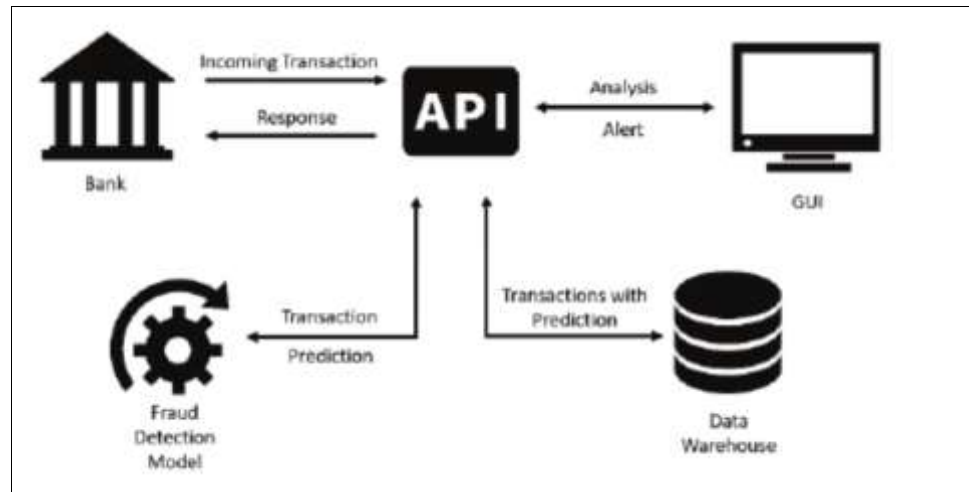 Incoming Transaction
Response
Bank
API
Analysis
Alert
GUI
Transaction
Prediction
Fraud
Detection
Model
Transactions with
Prediction
Data
Warehouse